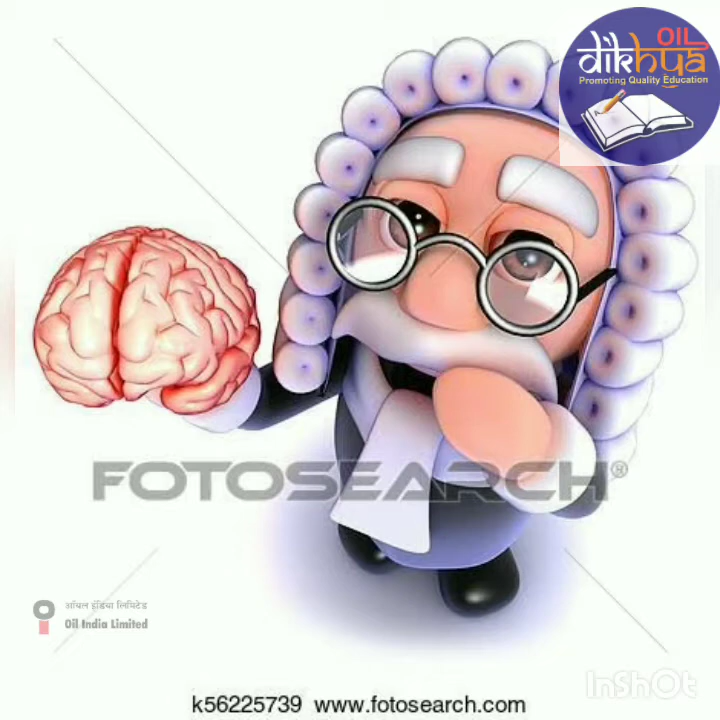 OIL
dikhya
Promoting Quality Education
FOTOSEARCH®
ऑयल इंडिया लिमिटेड
Oil India Limited
InShOt
k56225739 www.fotosearch.com